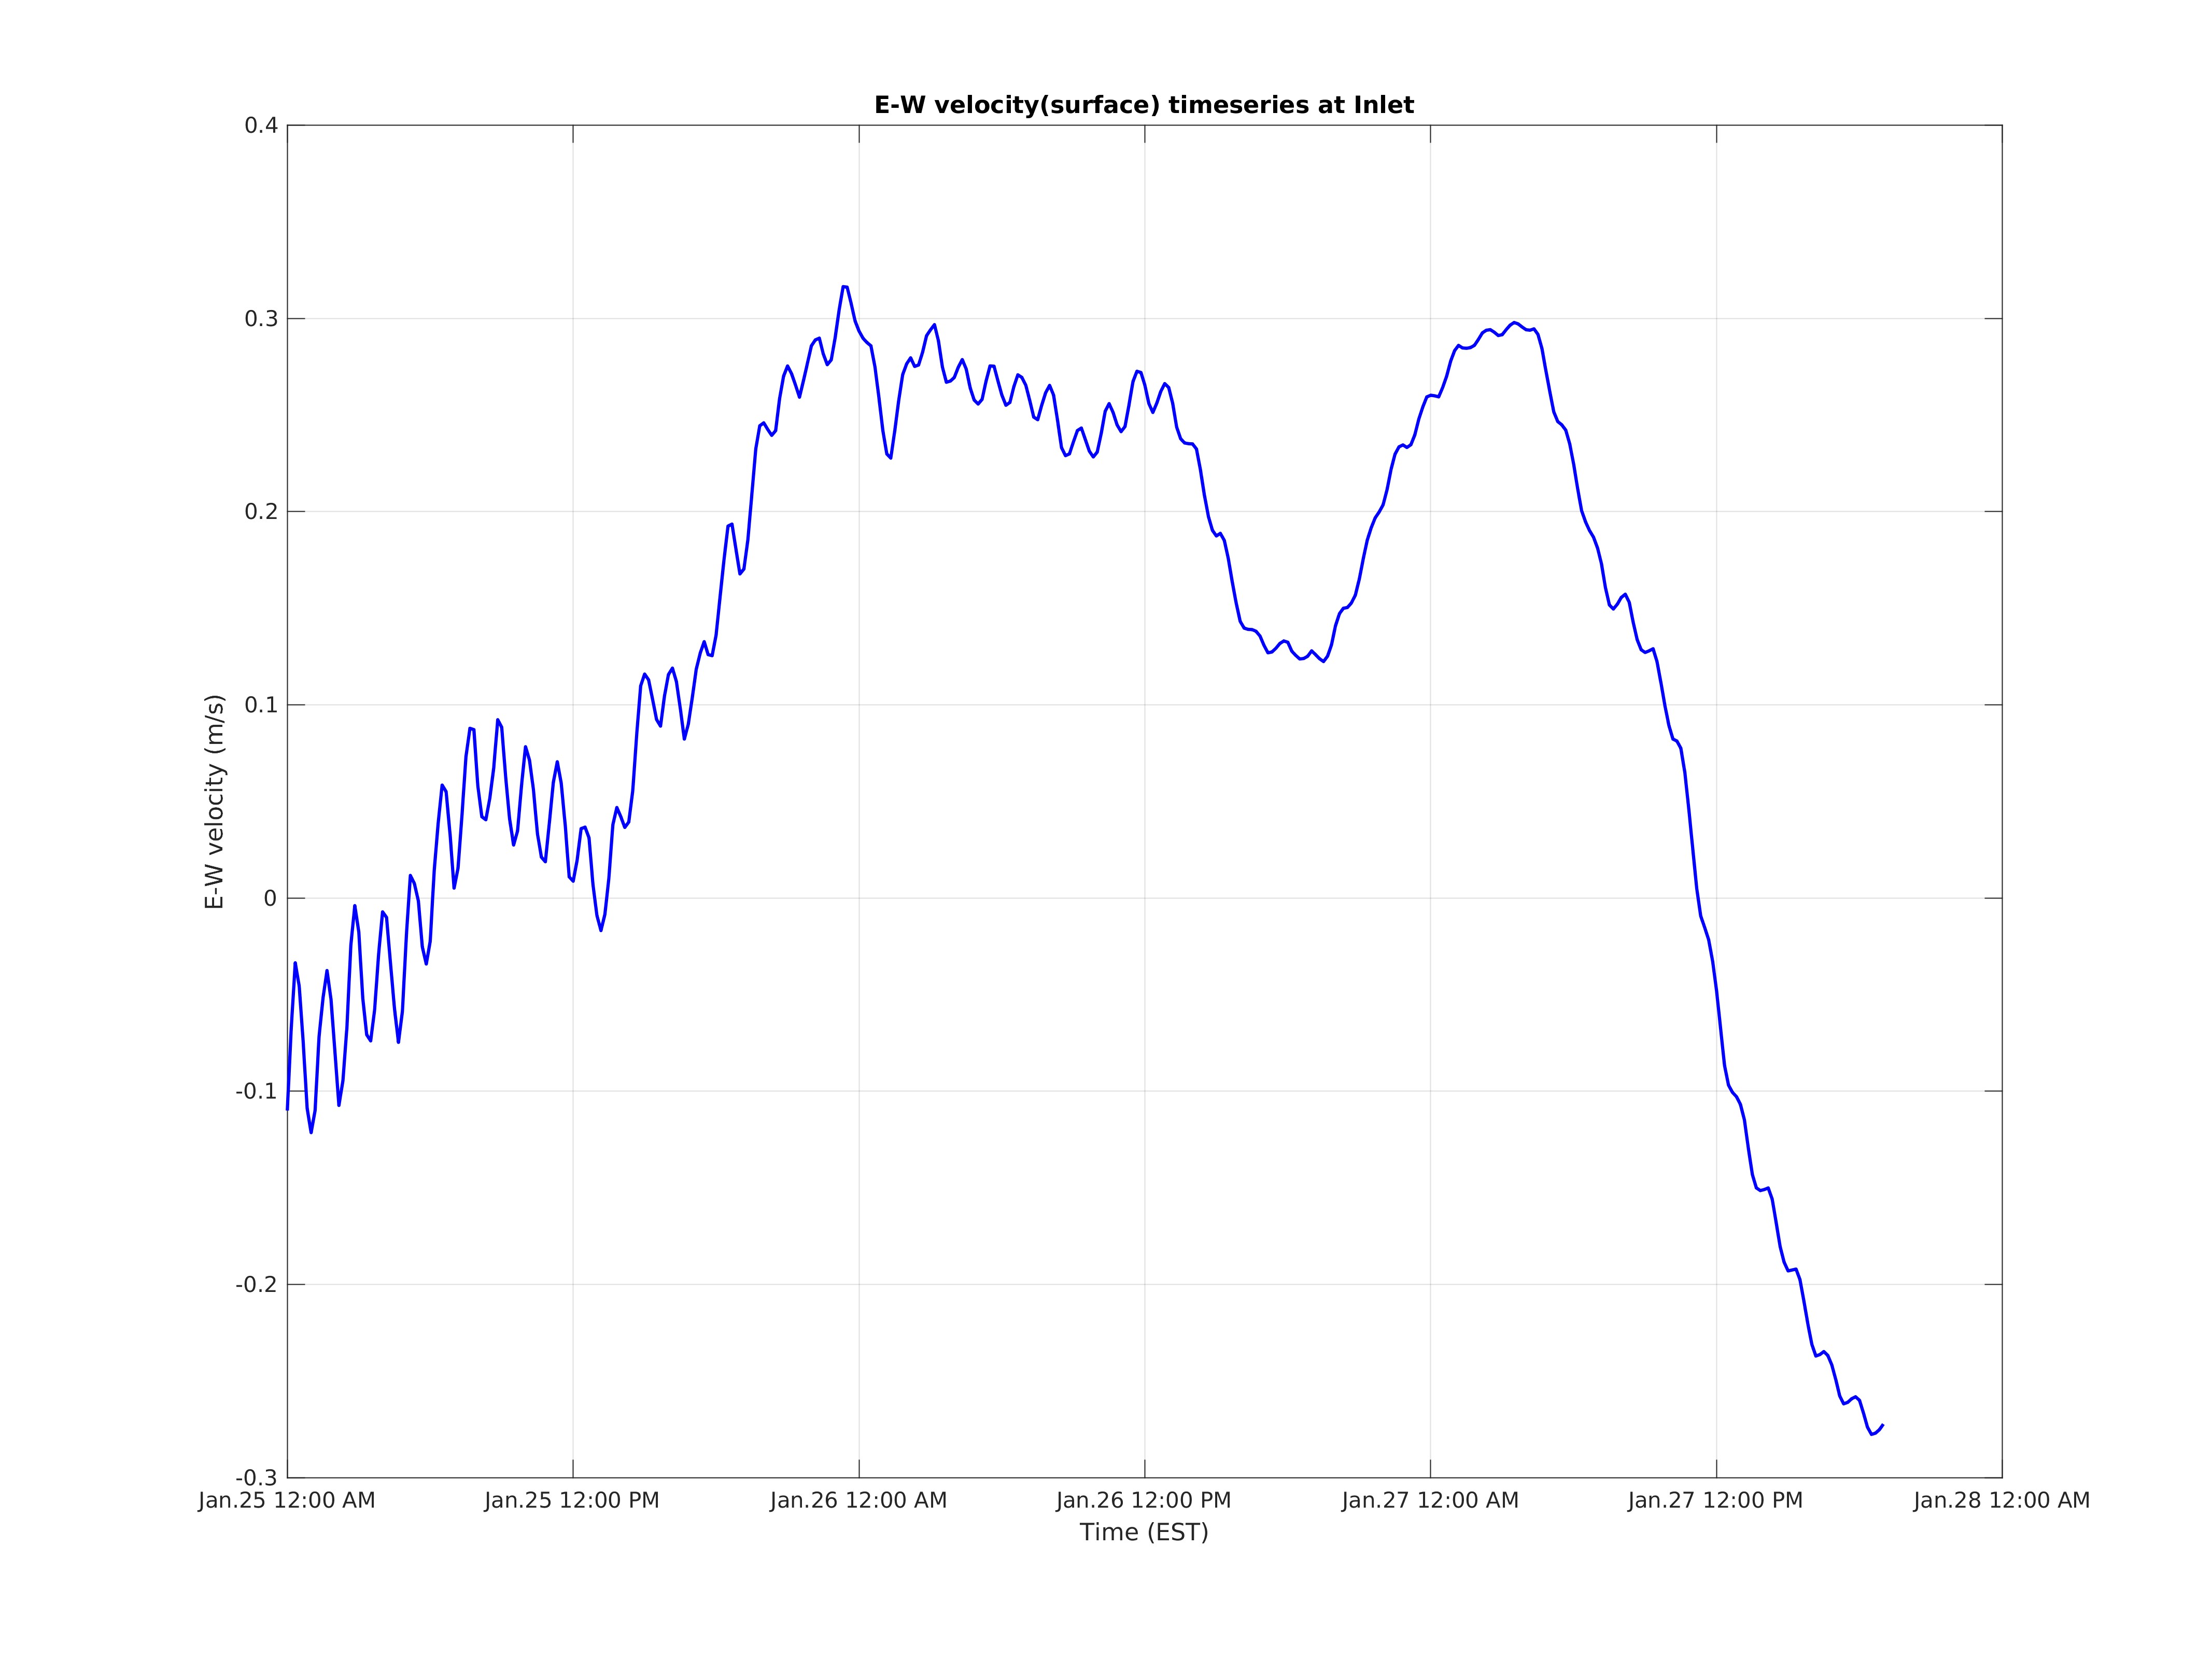 E-W velocity(surface) timeseries at Inlet
0.4
0.3
0.2
0.1
0
-0.1
-0.2
-0.3
E-W velocity (m/s)
Jan.25 12:00 AM Jan.25 12:00 PM Jan.26 12:00 AM Jan.26 12:00 PM Jan.27 12:00 AM Jan.27 12:00 PM Jan.28 12:00 AM
Time (EST)